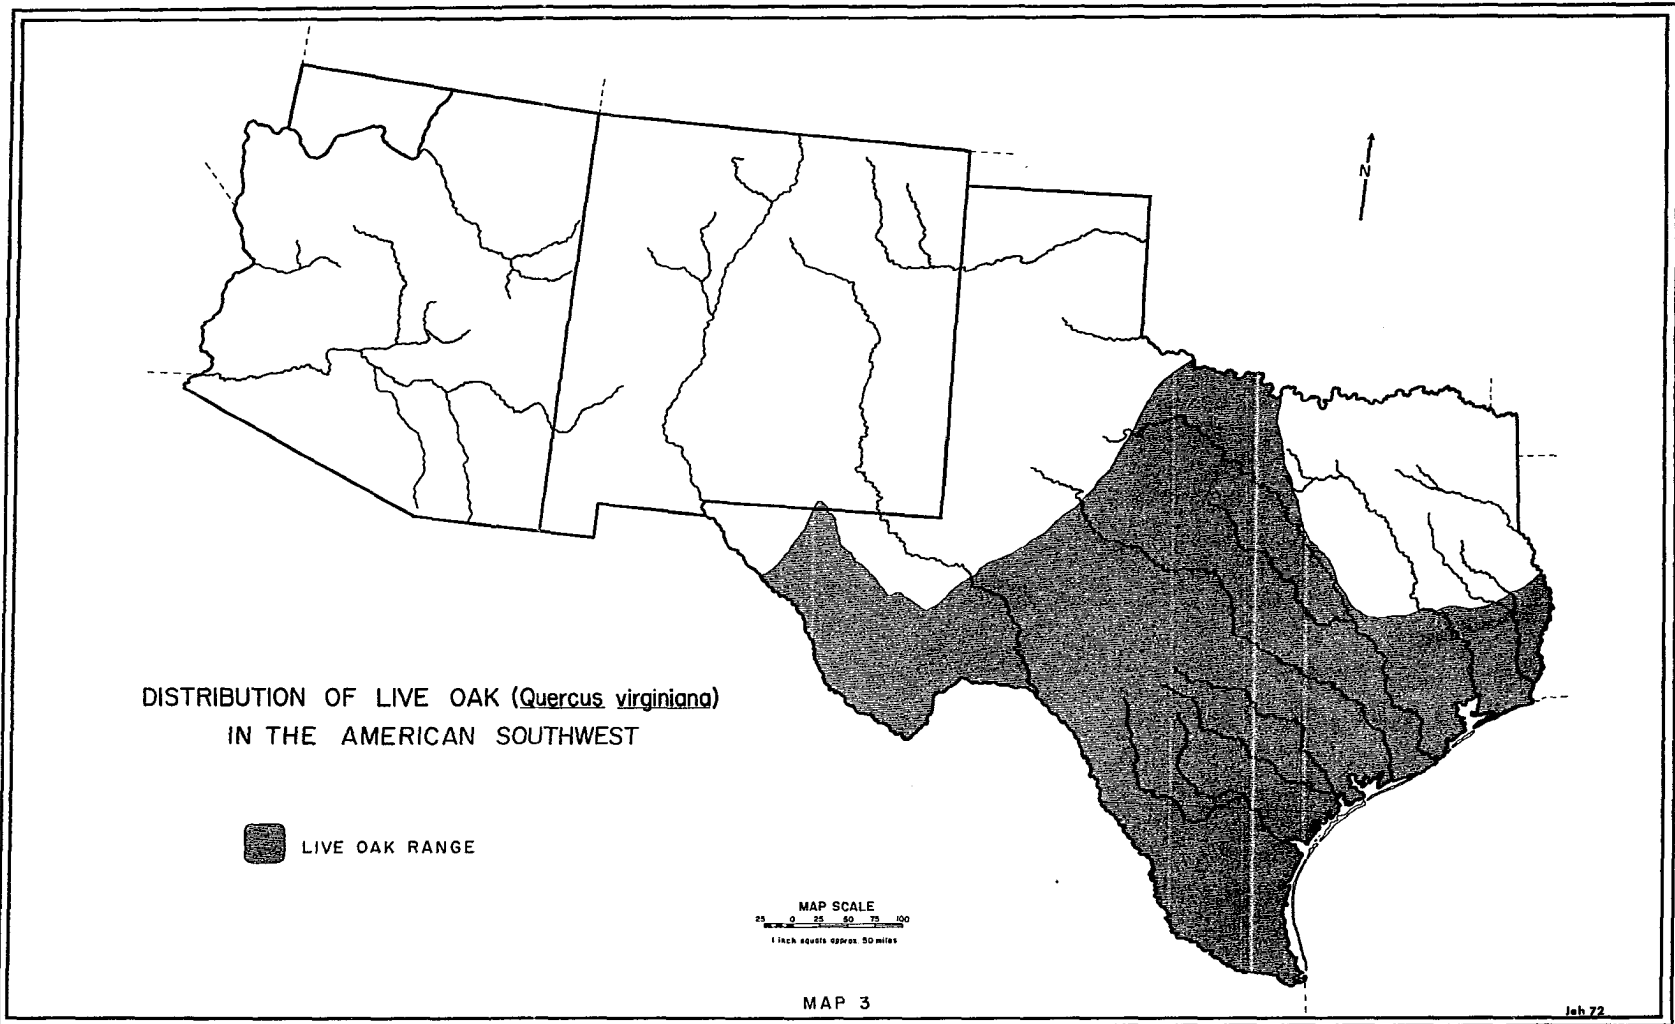 N
DISTRIBUTION OF LIVE OAK (Quercus virginiana)
IN THE AMERICAN SOUTHWEST
LIVE OAK RANGE
MAP SCALE
25 0 25 50 75 100
1 inch equals approx. 50 miles
MAP 3
Jeh 72